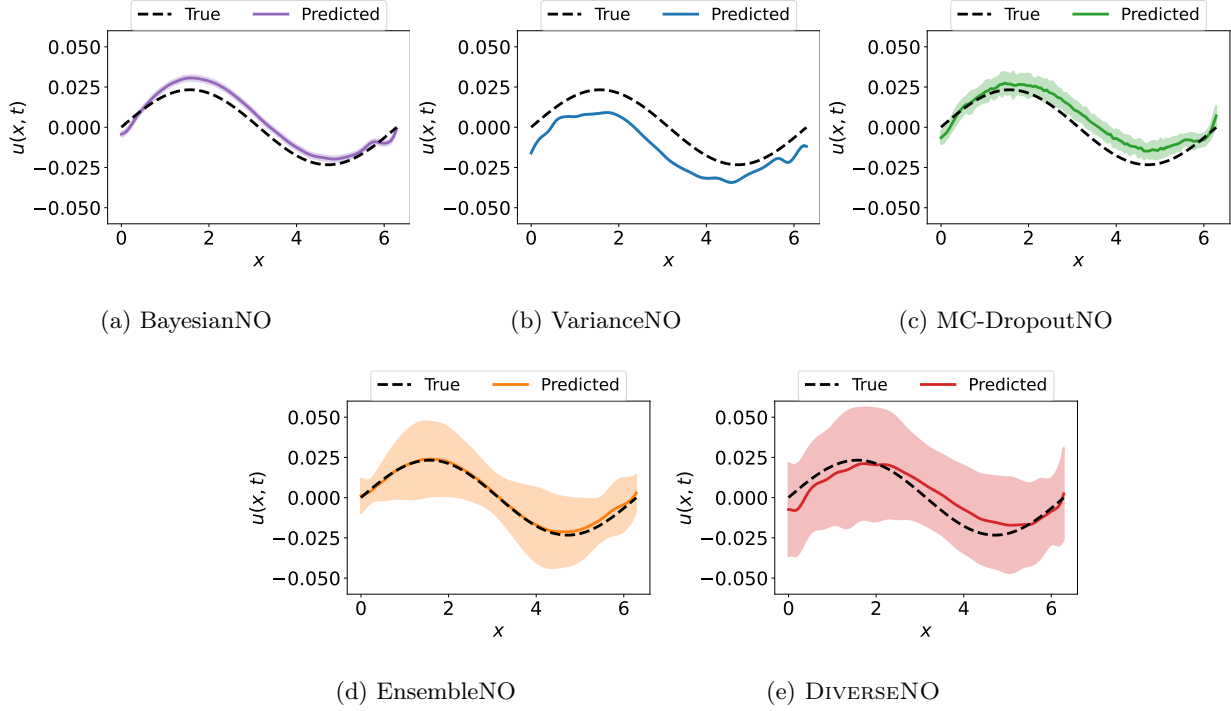 True Predicted
0.050
0.025
0.000
−0.025
−0.050
u(x, t)
0 2 4 6
x
(a) BayesianNO
True Predicted
0.050
0.025
0.000
−0.025
−0.050
u(x, t)
0 2 4 6
x
(b) VarianceNO
True Predicted
0.050
0.025
0.000
−0.025
−0.050
u(x, t)
0 2 4 6
x
(c) MC-DropoutNO
True Predicted
0.050
0.025
0.000
−0.025
−0.050
u(x, t)
0 2 4 6
x
(d) EnsembleNO
True Predicted
0.050
0.025
0.000
−0.025
−0.050
u(x, t)
0 2 4 6
x
(e) DIVERSENO